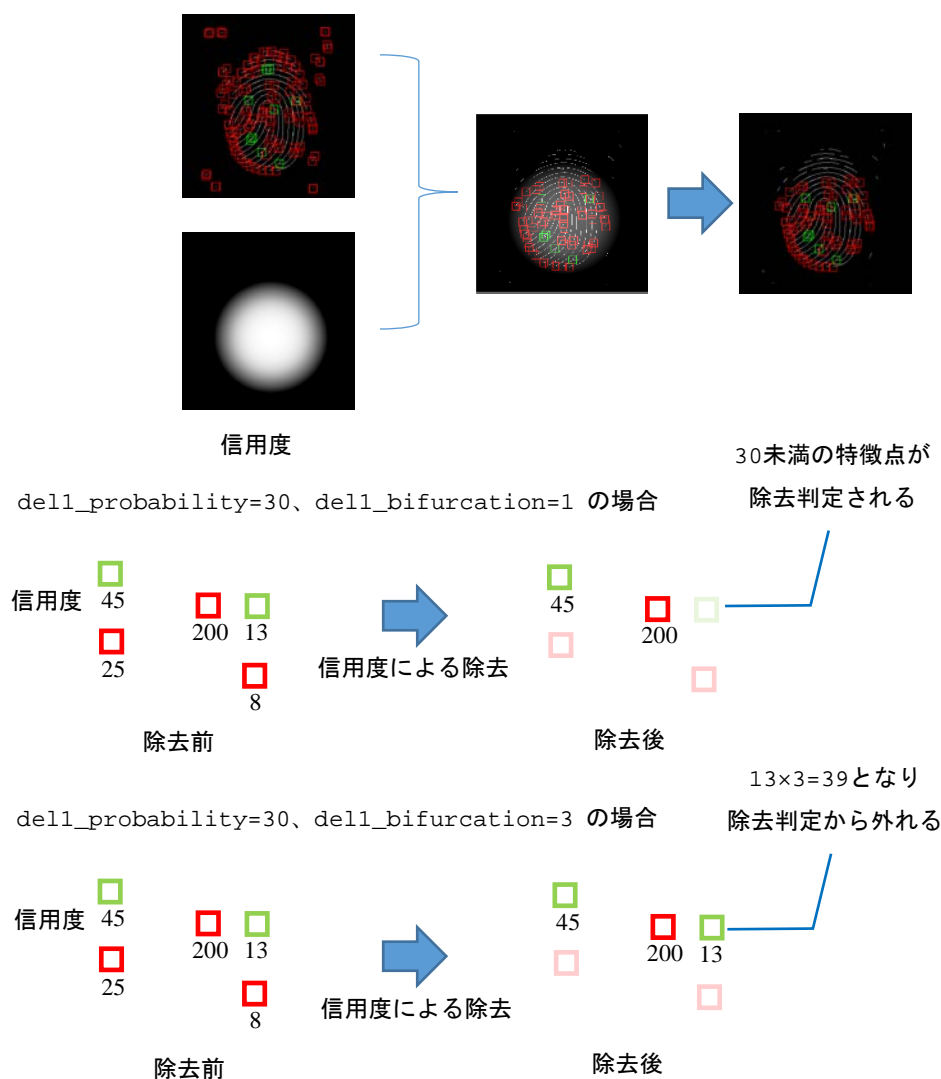 信用度
30未満の特徴点が
除去判定される
del1_probability=30、del1_bifurcation=1 の場合
信用度
45
25
200
13
8
信用度による除去
45
200
除去前
除去後
13×3=39となり
除去判定から外れる
del1_probability=30、del1_bifurcation=3 の場合
信用度
45
25
200
13
8
信用度による除去
45
200
13
除去前
除去後